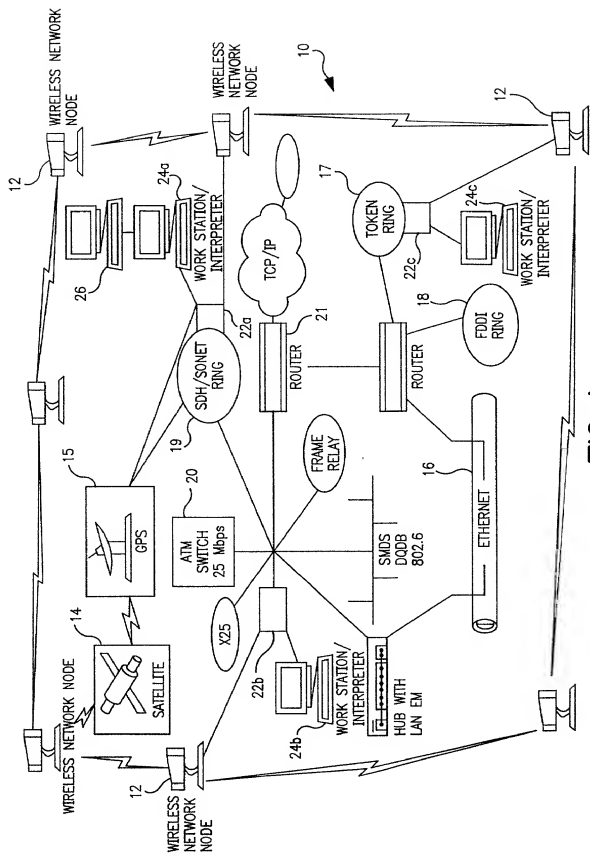 WIRELESS NETWORK
NODE
12
WIRELESS NETWORK
NODE
10
12
26
24a
WORK STATION/
INTERPRETER
22a
TCP/IP
17
TOKEN
RING
22c
24c
WORK STATION/
INTERPRETER
15
GPS
14
SATELLITE
WIRELESS NETWORK NODE
SDH/SONET
RING
19
20
ATM
SWITCH
25 Mbps
21
ROUTER
18
FDDI
RING
ROUTER
FRAME
RELAY
X25
22b
24b
WORK STATION/
INTERPRETER
SMDS
DQDB
802.6
16
ETHERNET
HUB WITH
LAN EM
12
WIRELESS
NETWORK
NODE